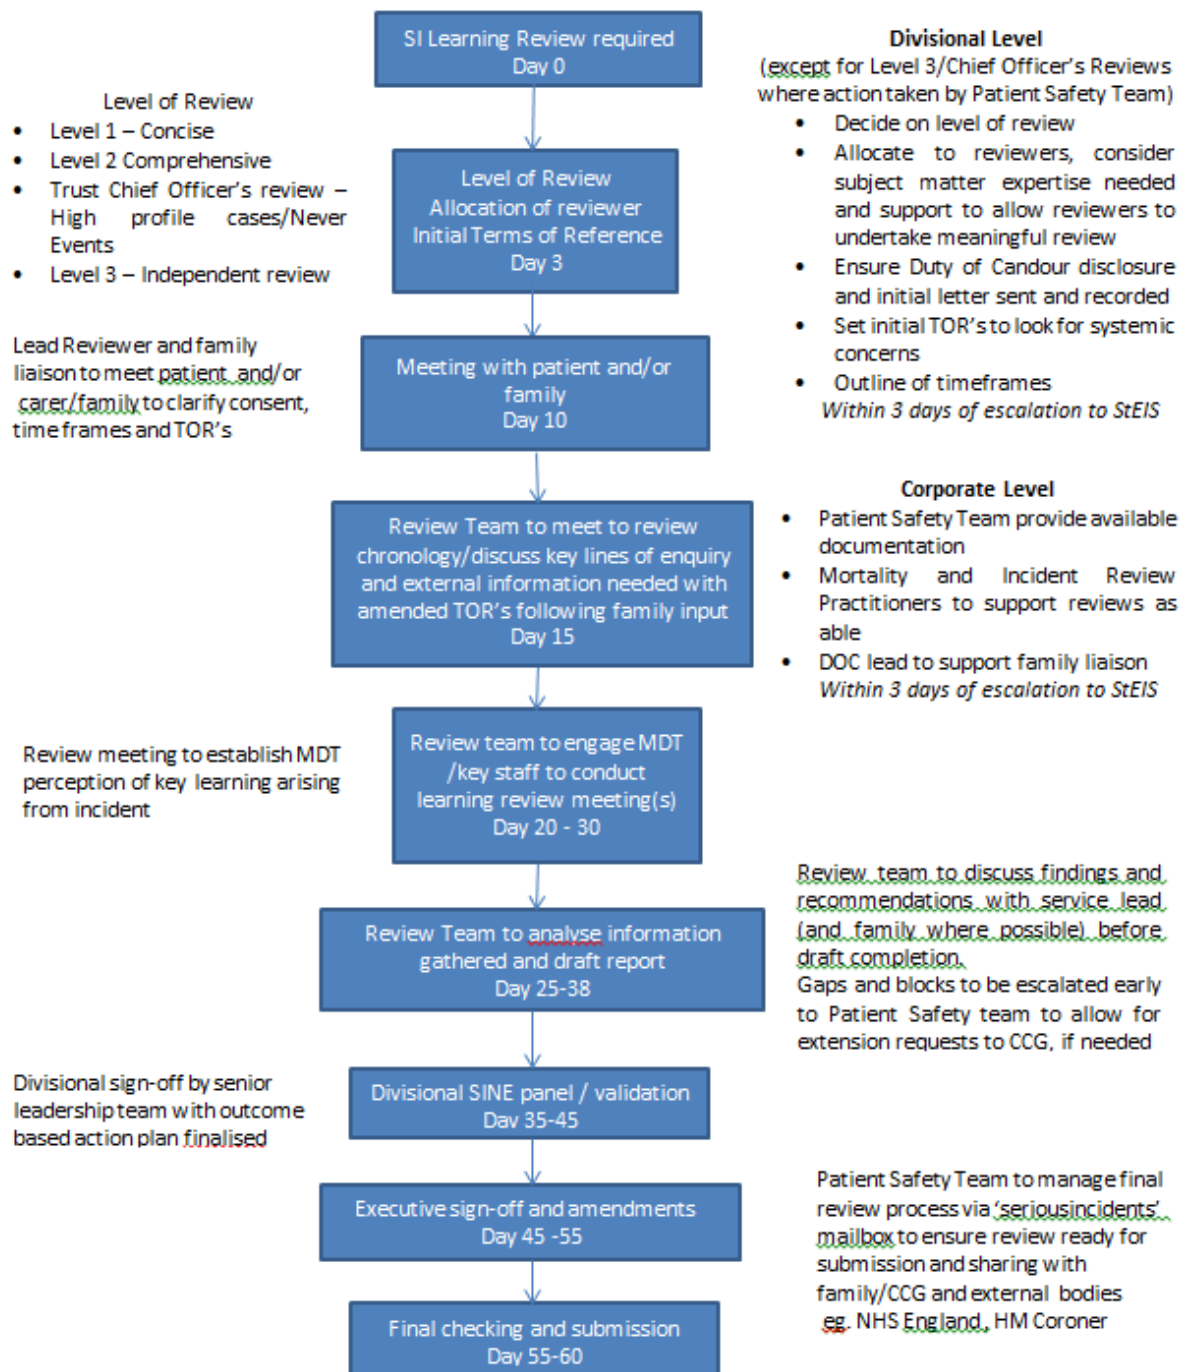 SI Learning Review required
Day 0
Divisional Level
(except for Level 3/Chief Officer's Reviews
where action taken by Patient Safety Team)
• Decide on level of review
• Allocate to reviewers, consider
subject matter expertise needed
and support to allow reviewers to
undertake meaningful review
• Ensure Duty of Candour disclosure
and initial letter sent and recorded
• Set initial TOR's to look for systemic
concerns
• Outline of timeframes
Within 3 days of escalation to StEIS
Level of Review
• Level 1 – Concise
• Level 2 Comprehensive
• Trust Chief Officer's review –
High profile cases/Never
Events
• Level 3 – Independent review
Level of Review
Allocation of reviewer
Initial Terms of Reference
Day 3
Lead Reviewer and family
liaison to meet patient and/or
carer/family to clarify consent,
time frames and TOR's
Meeting with patient and/or
family
Day 10
Corporate Level
• Patient Safety Team provide available
documentation
• Mortality and Incident Review
Practitioners to support reviews as
able
• DOC lead to support family liaison
Within 3 days of escalation to StEIS
Review Team to meet to review
chronology/discuss key lines of enquiry
and external information needed with
amended TOR's following family input
Day 15
Review meeting to establish MDT
perception of key learning arising
from incident
Review team to engage MDT
/key staff to conduct
learning review meeting(s)
Day 20 - 30
Review team to discuss findings and
recommendations with service lead
(and family where possible) before
draft completion.
Gaps and blocks to be escalated early
to Patient Safety team to allow for
extension requests to CCG, if needed
Review Team to analyse information
gathered and draft report
Day 25-38
Divisional sign-off by senior
leadership team with outcome
based action plan finalised
Divisional SINE panel / validation
Day 35-45
Executive sign-off and amendments
Day 45 -55
Patient Safety Team to manage final
review process via 'seriousincidents'
mailbox to ensure review ready for
submission and sharing with
family/CCG and external bodies
eg. NHS England, HM Coroner
Final checking and submission
Day 55-60